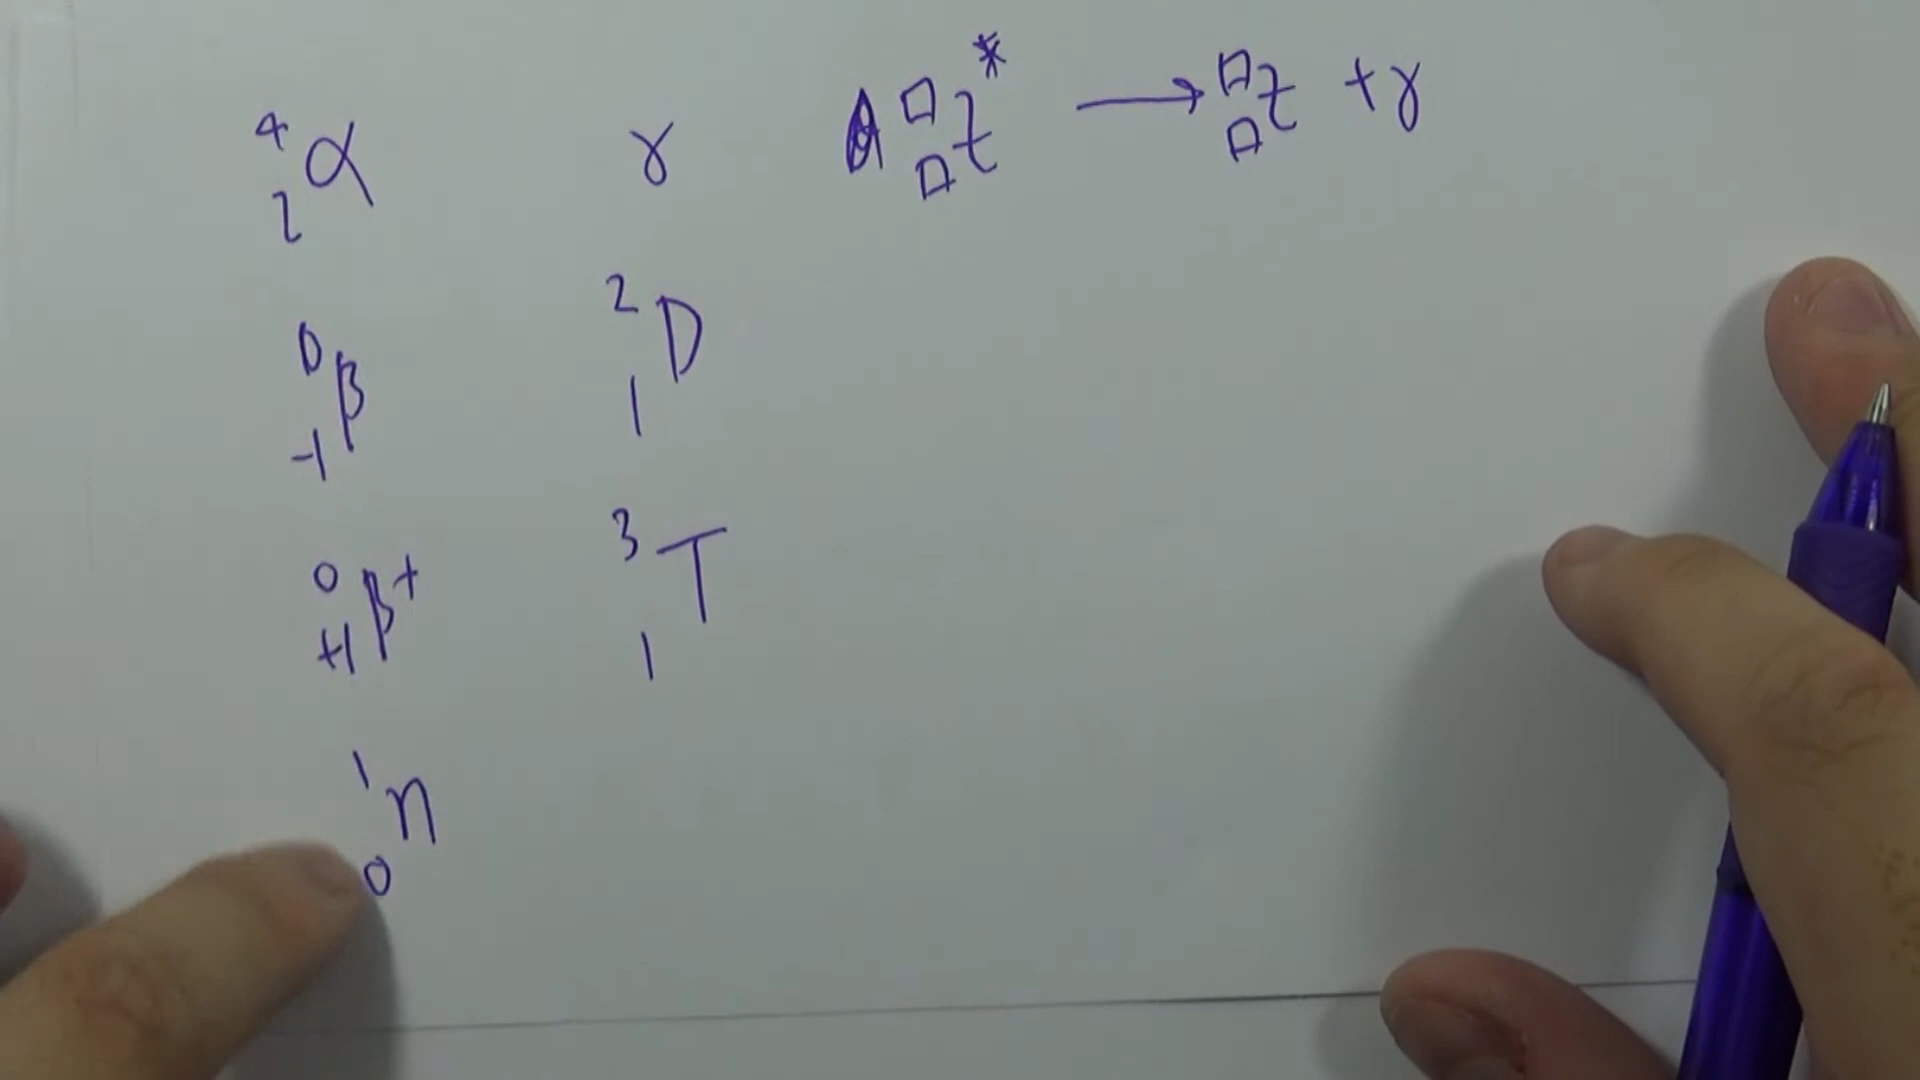 ⁴₂α γ □□t* → □□t + γ
⁰₋₁β ²₁D
⁰₊₁β⁺ ³₁T
¹₀n